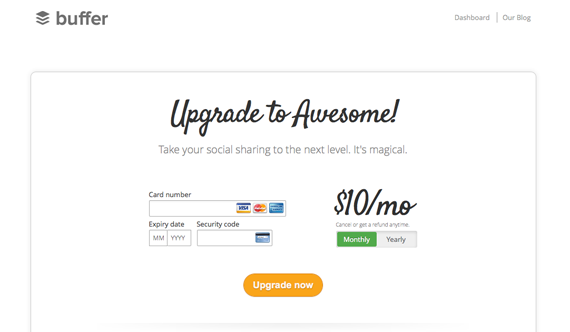 buffer
Dashboard
Our Blog
Upgrade to Awesome!
Take your social sharing to the next level. It's magical.
Card number
VISA
Expiry date
Security code
MM
YYYY
$10/mo
Cancel or get a refund anytime.
Monthly
Yearly
Upgrade now